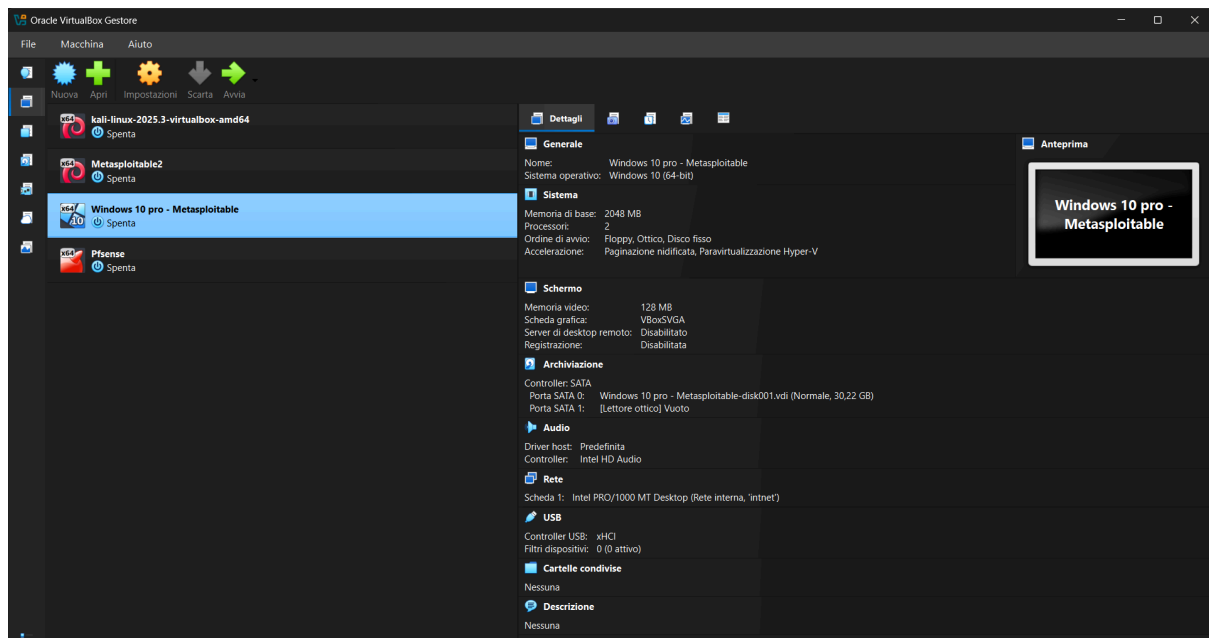 Oracle VirtualBox Gestore
File Macchina Aiuto
Nuova Apri Impostazioni Scarta Avvia
x64 kali-linux-2025.3-virtualbox-amd64
Spenta
x64 Metasploitable2
Spenta
x64 10 Windows 10 pro - Metasploitable
Spenta
x64 Pfsense
Spenta
Dettagli
Generale
Nome: Windows 10 pro - Metasploitable
Sistema operativo: Windows 10 (64-bit)
Anteprima
Windows 10 pro -
Metasploitable
Sistema
Memoria di base: 2048 MB
Processori: 2
Ordine di avvio: Floppy, Ottico, Disco fisso
Accelerazione: Paginazione nidificata, Paravirtualizzazione Hyper-V
Schermo
Memoria video: 128 MB
Scheda grafica: VBoxSVGA
Server di desktop remoto: Disabilitato
Registrazione: Disabilitata
Archiviazione
Controller: SATA
Porta SATA 0: Windows 10 pro - Metasploitable-disk001.vdi (Normale, 30,22 GB)
Porta SATA 1: [Lettore ottico] Vuoto
Audio
Driver host: Predefinita
Controller: Intel HD Audio
Rete
Scheda 1: Intel PRO/1000 MT Desktop (Rete interna, 'intnet')
USB
Controller USB: xHCI
Filtri dispositivi: 0 (0 attivo)
Cartelle condivise
Nessuna
Descrizione
Nessuna